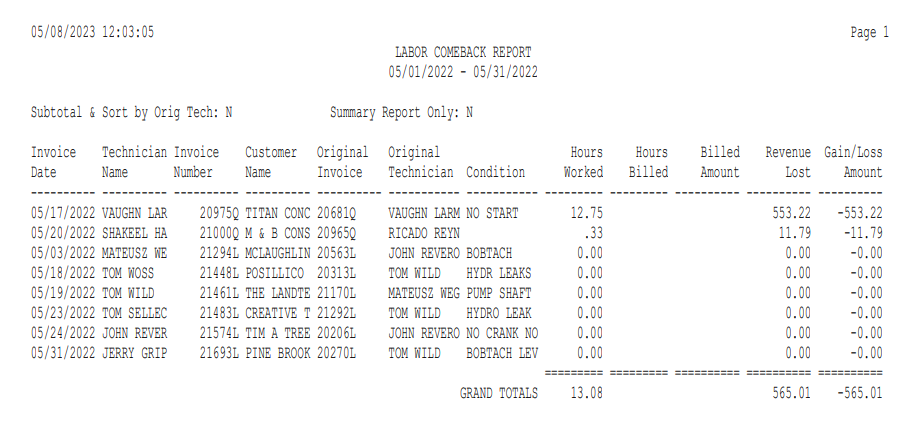 05/08/2023 12:03:05 Page 1
LABOR COMEBACK REPORT
05/01/2022 - 05/31/2022
Subtotal & Sort by Orig Tech: N Summary Report Only: N
Invoice Technician Invoice Customer Original Original Hours Hours Billed Revenue Gain/Loss
Date Name Number Name Invoice Technician Condition Worked Billed Amount Lost Amount
---------- ---------- ---------- ---------- ---------- ----------- ----------- --------- --------- ---------- ---------- ----------
05/17/2022 VAUGHN LAR 20975Q TITAN CONC 20681Q VAUGHN LARM NO START 12.75 553.22 -553.22
05/20/2022 SHAKEEL HA 21000Q M & B CONS 20965Q RICADO REYN .33 11.79 -11.79
05/03/2022 MATEUSZ WE 21294L MCLAUGHLIN 20563L JOHN REVERO BOBTACH 0.00 0.00 -0.00
05/18/2022 TOM WOSS 21448L POSILLICO 20313L TOM WILD HYDR LEAKS 0.00 0.00 -0.00
05/19/2022 TOM WILD 21461L THE LANDTE 21170L MATEUSZ WEG PUMP SHAFT 0.00 0.00 -0.00
05/23/2022 TOM SELLEC 21483L CREATIVE T 21292L TOM WILD HYDRO LEAK 0.00 0.00 -0.00
05/24/2022 JOHN REVER 21574L TIM A TREE 20206L JOHN REVERO NO CRANK NO 0.00 0.00 -0.00
05/31/2022 JERRY GRIP 21693L PINE BROOK 20270L TOM WILD BOBTACH LEV 0.00 0.00 -0.00
========= ========= ========== ========== ==========
GRAND TOTALS 13.08 565.01 -565.01